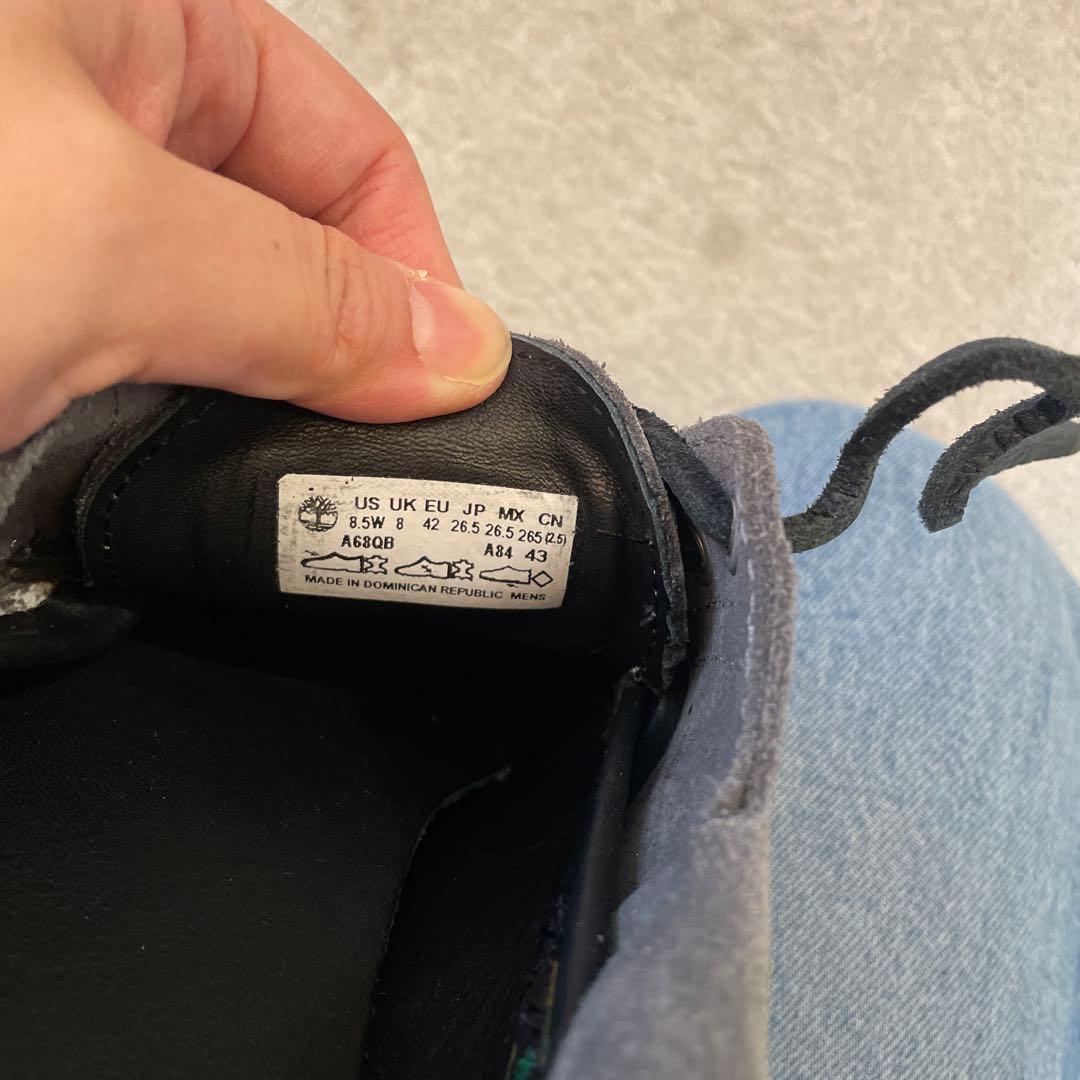 US UK EU JP MX CN
8.5W 8 42 26.5 26.5 265(2.5)
A68QB A84 43
MADE IN DOMINICAN REPUBLIC MENS